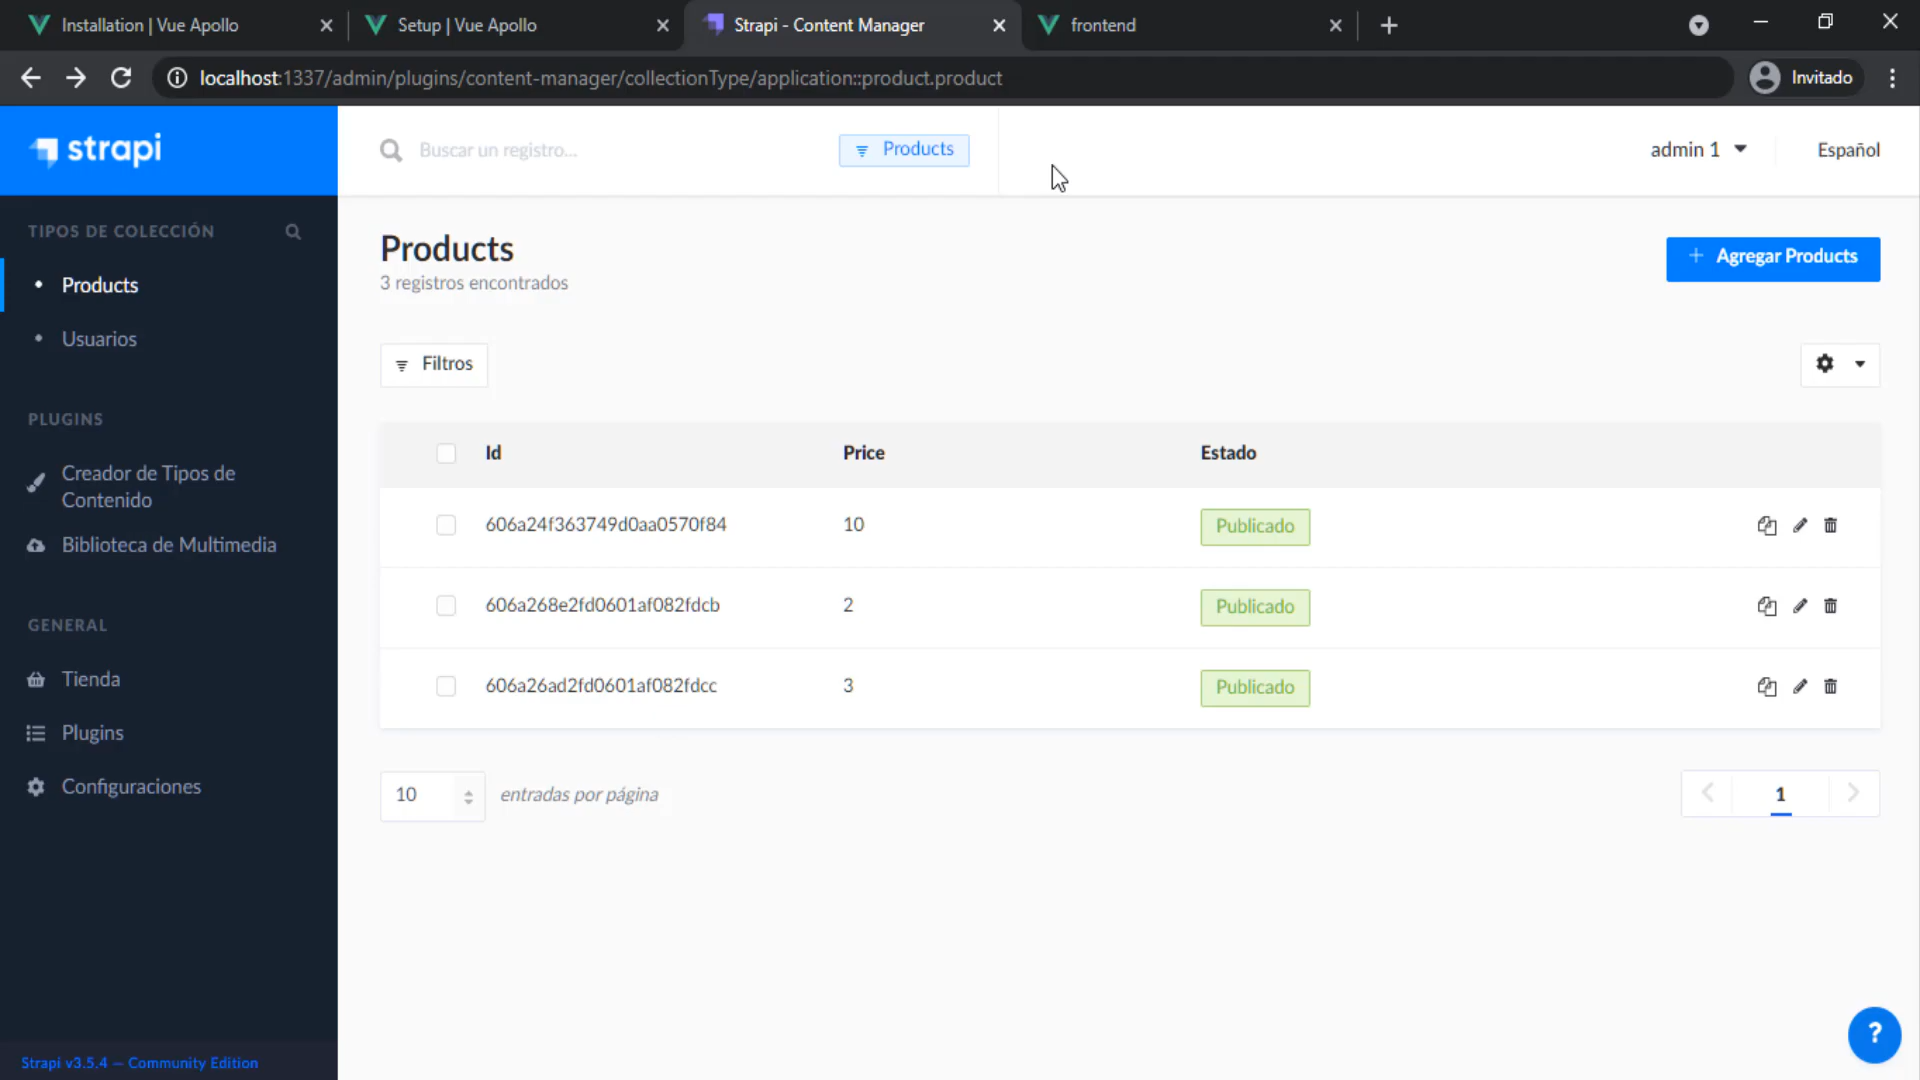 Installation | Vue Apollo
Setup | Vue Apollo
Strapi - Content Manager
frontend
localhost:1337/admin/plugins/content-manager/collectionType/application::product.product
Invitado
strapi
Buscar un registro...
Products
admin 1
Español
TIPOS DE COLECCIÓN
Products
Usuarios
PLUGINS
Creador de Tipos de
Contenido
Biblioteca de Multimedia
GENERAL
Tienda
Plugins
Configuraciones
Strapi v3.5.4 — Community Edition
Products
3 registros encontrados
+ Agregar Products
Filtros
Id Price Estado
606a24f363749d0aa0570f84 10 Publicado
606a268e2fd0601af082fdcb 2 Publicado
606a26ad2fd0601af082fdcc 3 Publicado
10 entradas por página
1
?